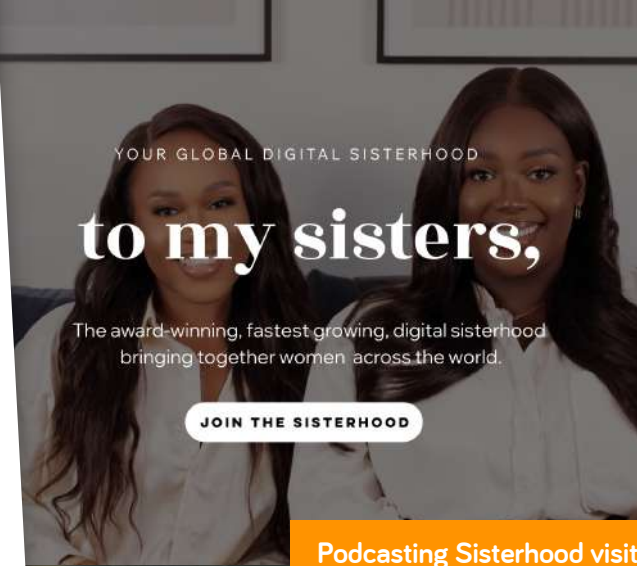 YOUR GLOBAL DIGITAL SISTERHOOD
to my sisters,
The award-winning, fastest growing, digital sisterhood
bringing together women across the world.
JOIN THE SISTERHOOD
Podcasting Sisterhood visit